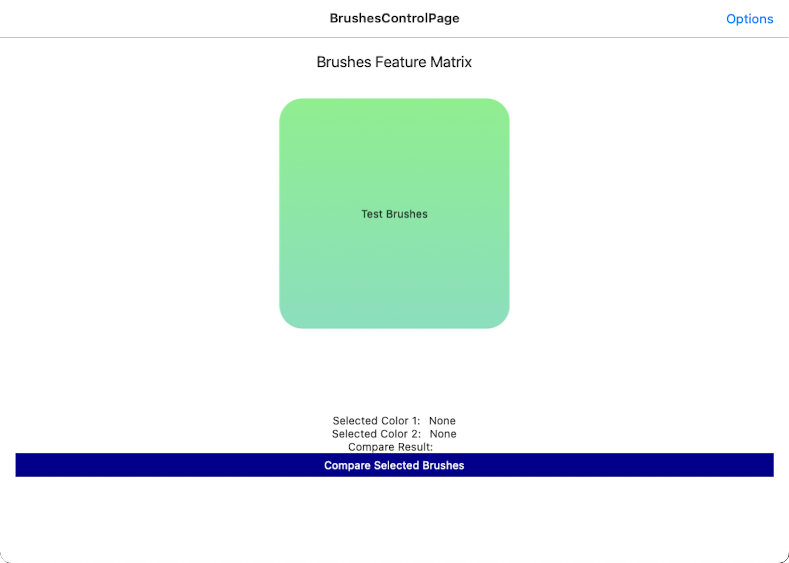 BrushesControlPage
Options
Brushes Feature Matrix
Test Brushes
Selected Color 1: None
Selected Color 2: None
Compare Result:
Compare Selected Brushes